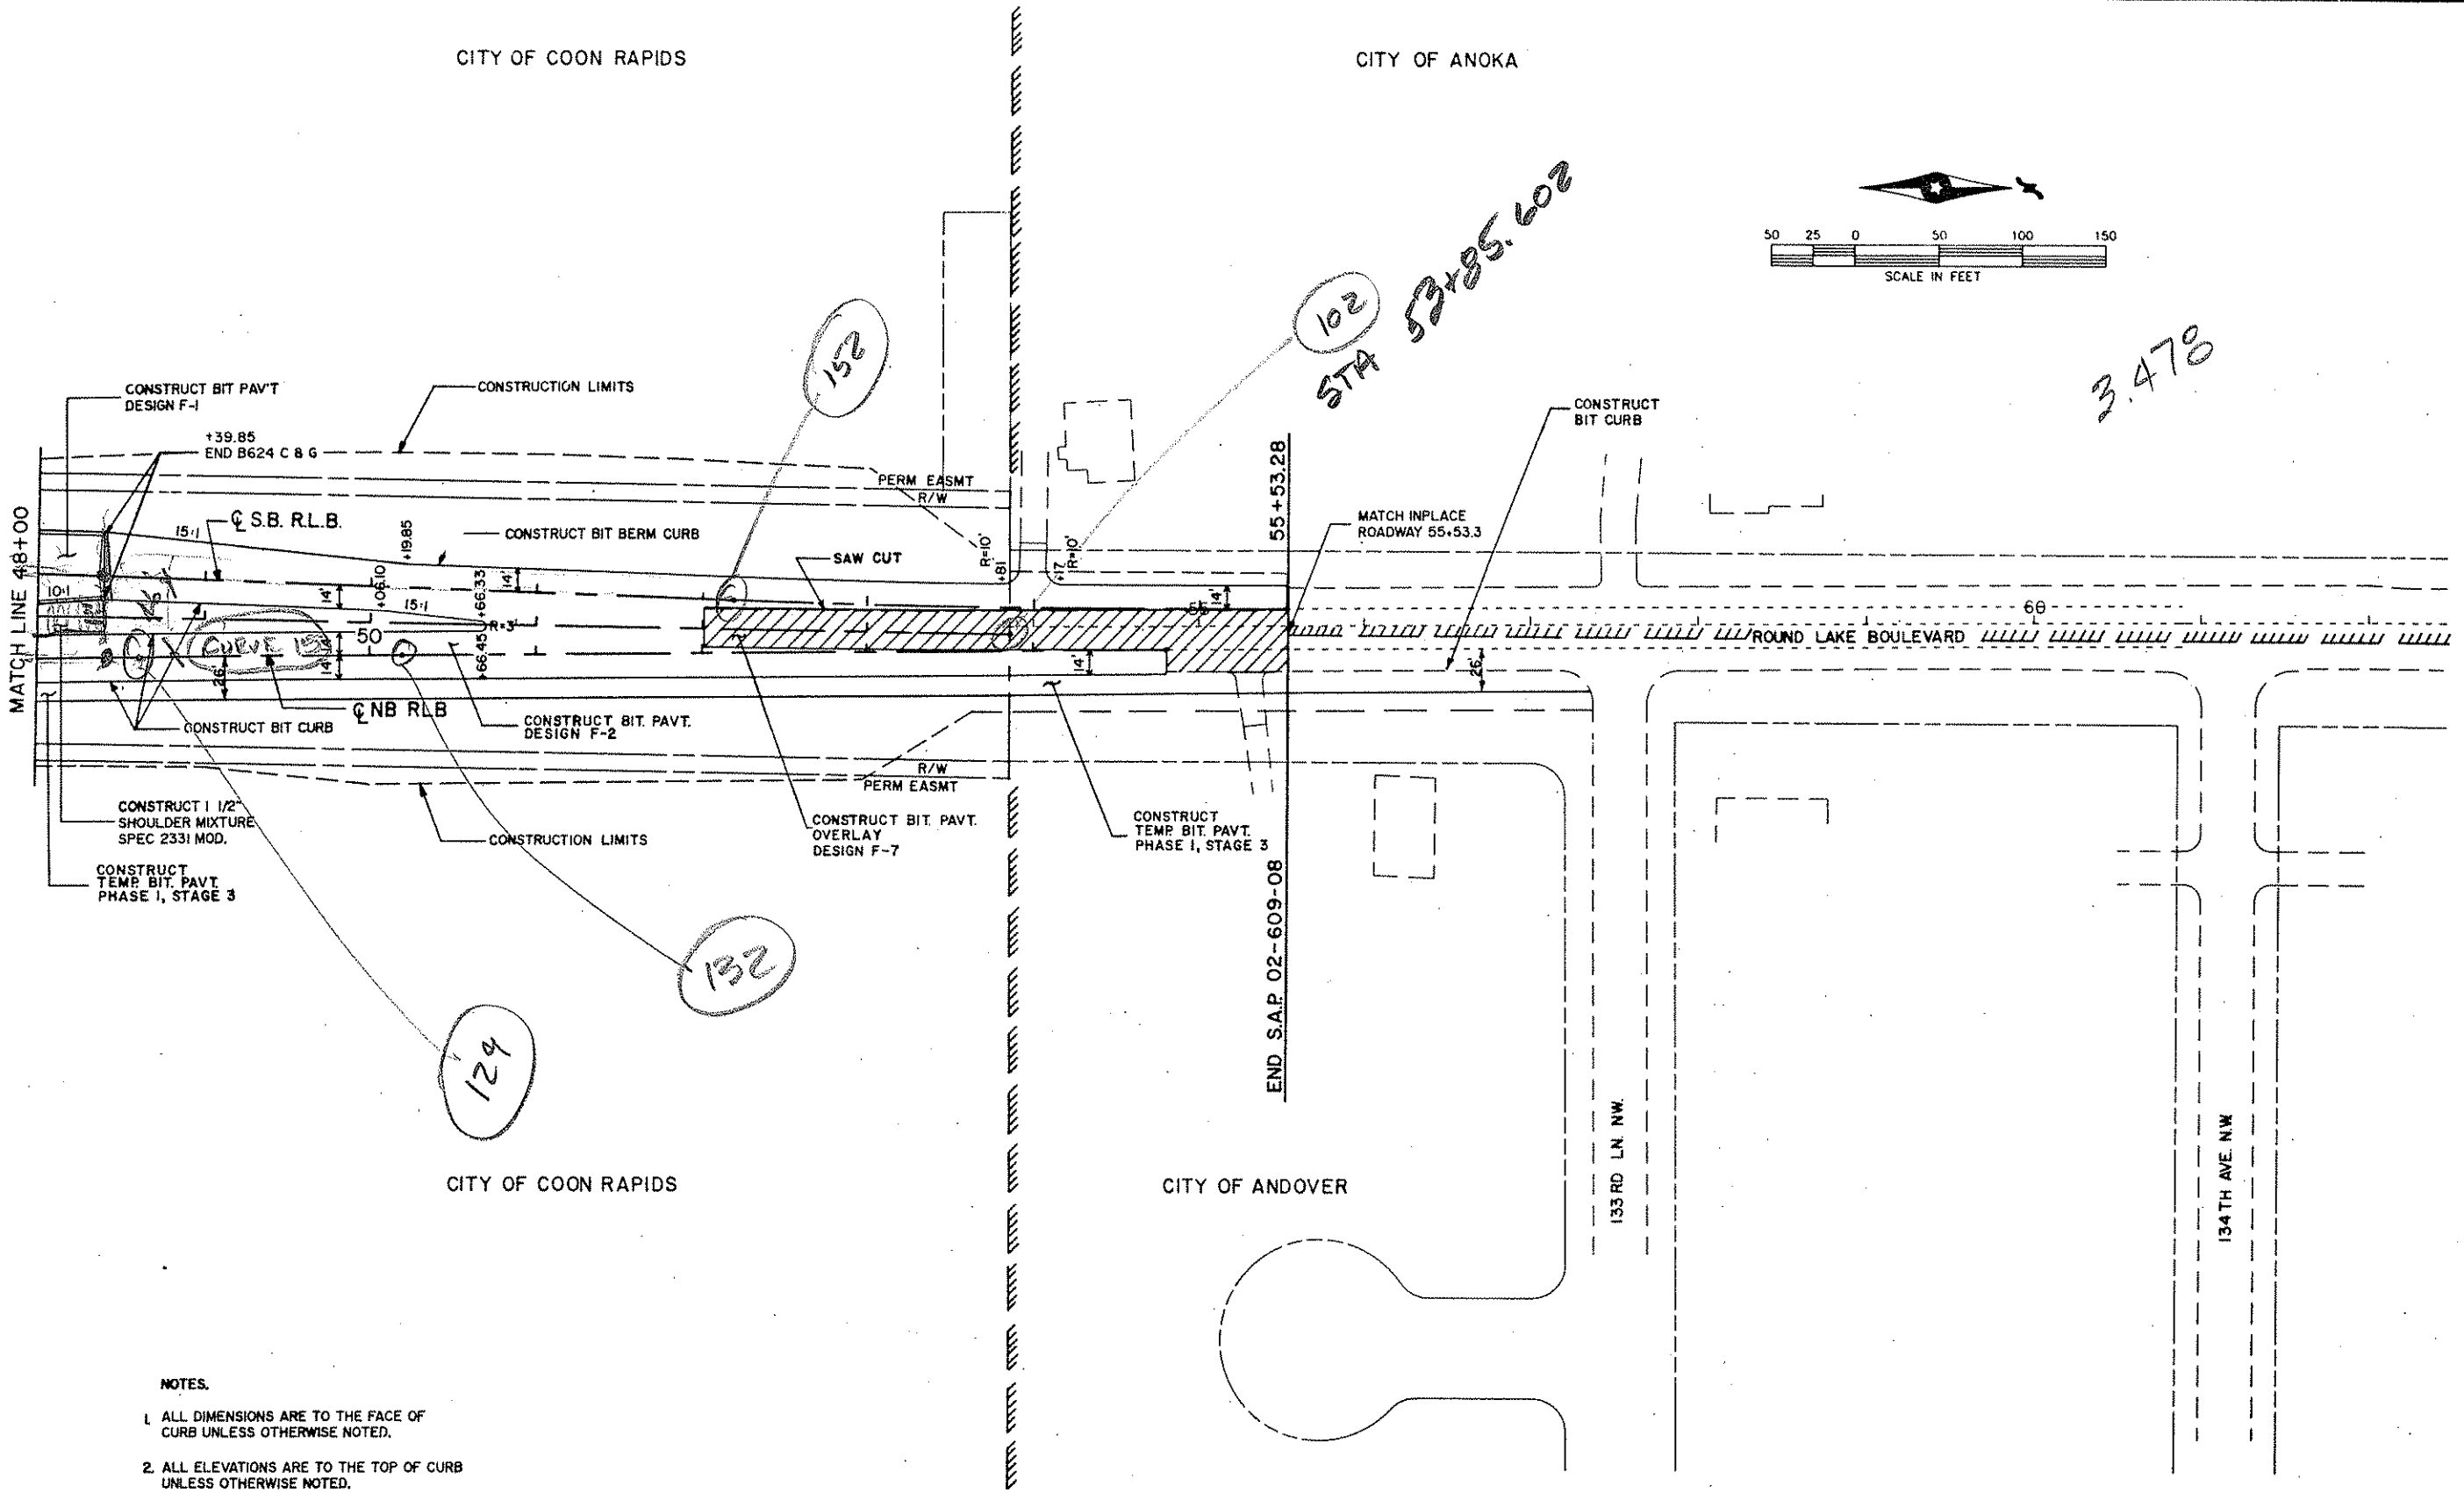 CITY OF COON RAPIDS
CITY OF ANOKA
50 25 0 50 100 150
SCALE IN FEET
102
STA 53+85.602
152
3.478
CONSTRUCT BIT PAV'T
DESIGN F-1
CONSTRUCTION LIMITS
+39.85
END B624 C & G
CONSTRUCT
BIT CURB
PERM EASMT
R/W
MATCH LINE 48+00
55+53.28
℄ S.B. R.L.B.
15:1
+19.85
CONSTRUCT BIT BERM CURB
SAW CUT
R=10'
+81
+17
R=10'
MATCH INPLACE
ROADWAY 55+53.3
10:1
14'
+06.10
15:1
+66.33
14'
14'
55
60
26'
CURVE 153
14'
50
14'
R=3'
+66.45
14'
ROUND LAKE BOULEVARD
26'
26'
℄ NB RLB
CONSTRUCT BIT CURB
CONSTRUCT BIT. PAVT.
DESIGN F-2
R/W
PERM EASMT
CONSTRUCT 1 1/2"
SHOULDER MIXTURE
SPEC 2331 MOD.
CONSTRUCTION LIMITS
CONSTRUCT BIT. PAVT.
OVERLAY
DESIGN F-7
CONSTRUCT
TEMP. BIT. PAVT.
PHASE 1, STAGE 3
CONSTRUCT
TEMP. BIT. PAVT.
PHASE 1, STAGE 3
132
124
END S.A.P. 02-609-08
133RD LN. NW.
134TH AVE. N.W.
CITY OF COON RAPIDS
CITY OF ANDOVER
NOTES.
1. ALL DIMENSIONS ARE TO THE FACE OF
CURB UNLESS OTHERWISE NOTED.
2. ALL ELEVATIONS ARE TO THE TOP OF CURB
UNLESS OTHERWISE NOTED.